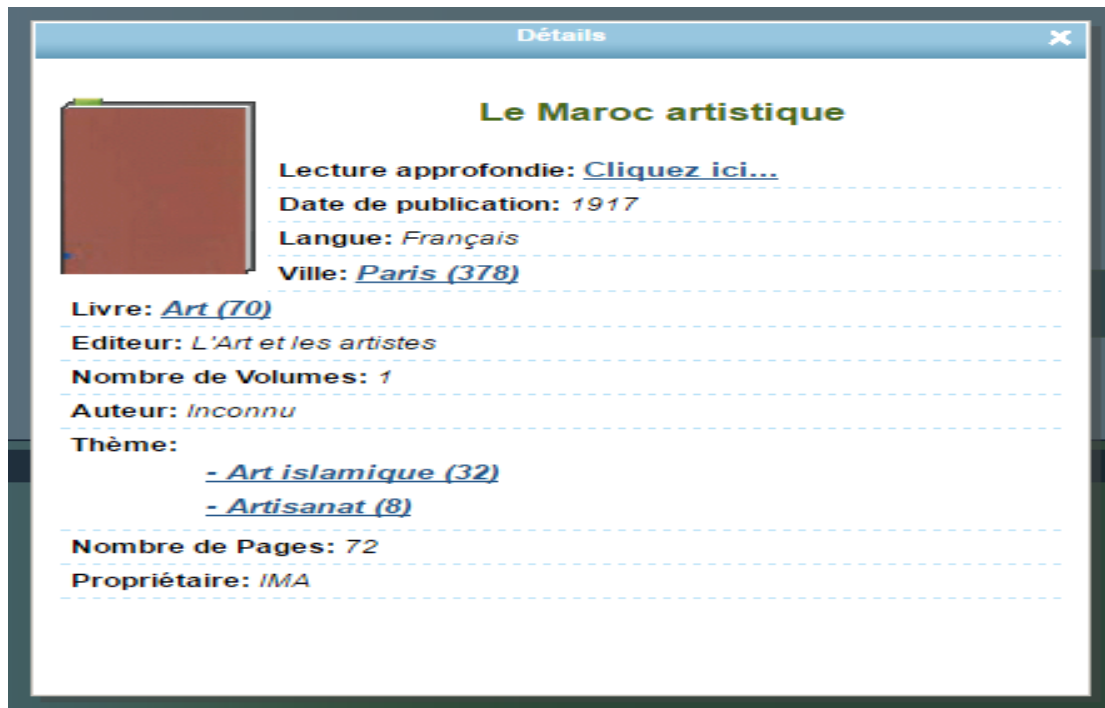 Détails
Le Maroc artistique
Lecture approfondie: Cliquez ici...
Date de publication: 1917
Langue: Français
Ville: Paris (378)
Livre: Art (70)
Editeur: L'Art et les artistes
Nombre de Volumes: 1
Auteur: Inconnu
Thème:
- Art islamique (32)
- Artisanat (8)
Nombre de Pages: 72
Propriétaire: IMA